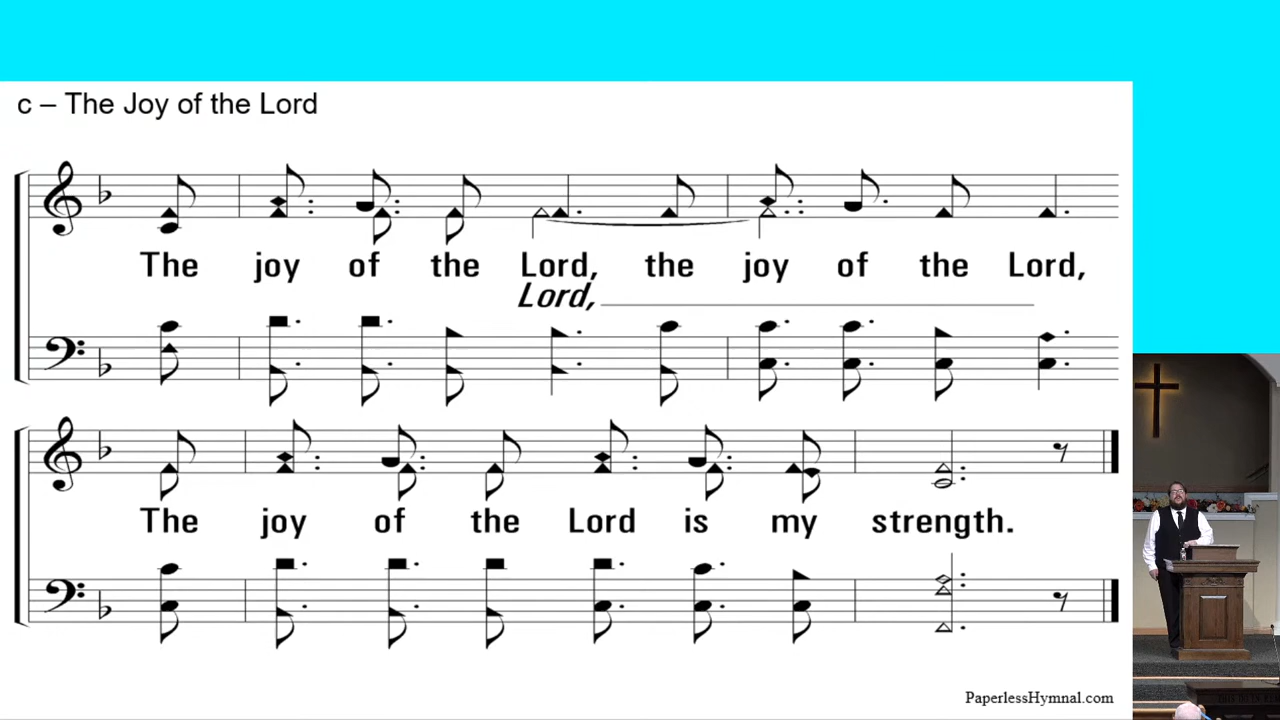 c – The Joy of the Lord
The joy of the Lord, the joy of the Lord,
Lord,
The joy of the Lord is my strength.
PaperlessHymnal.com